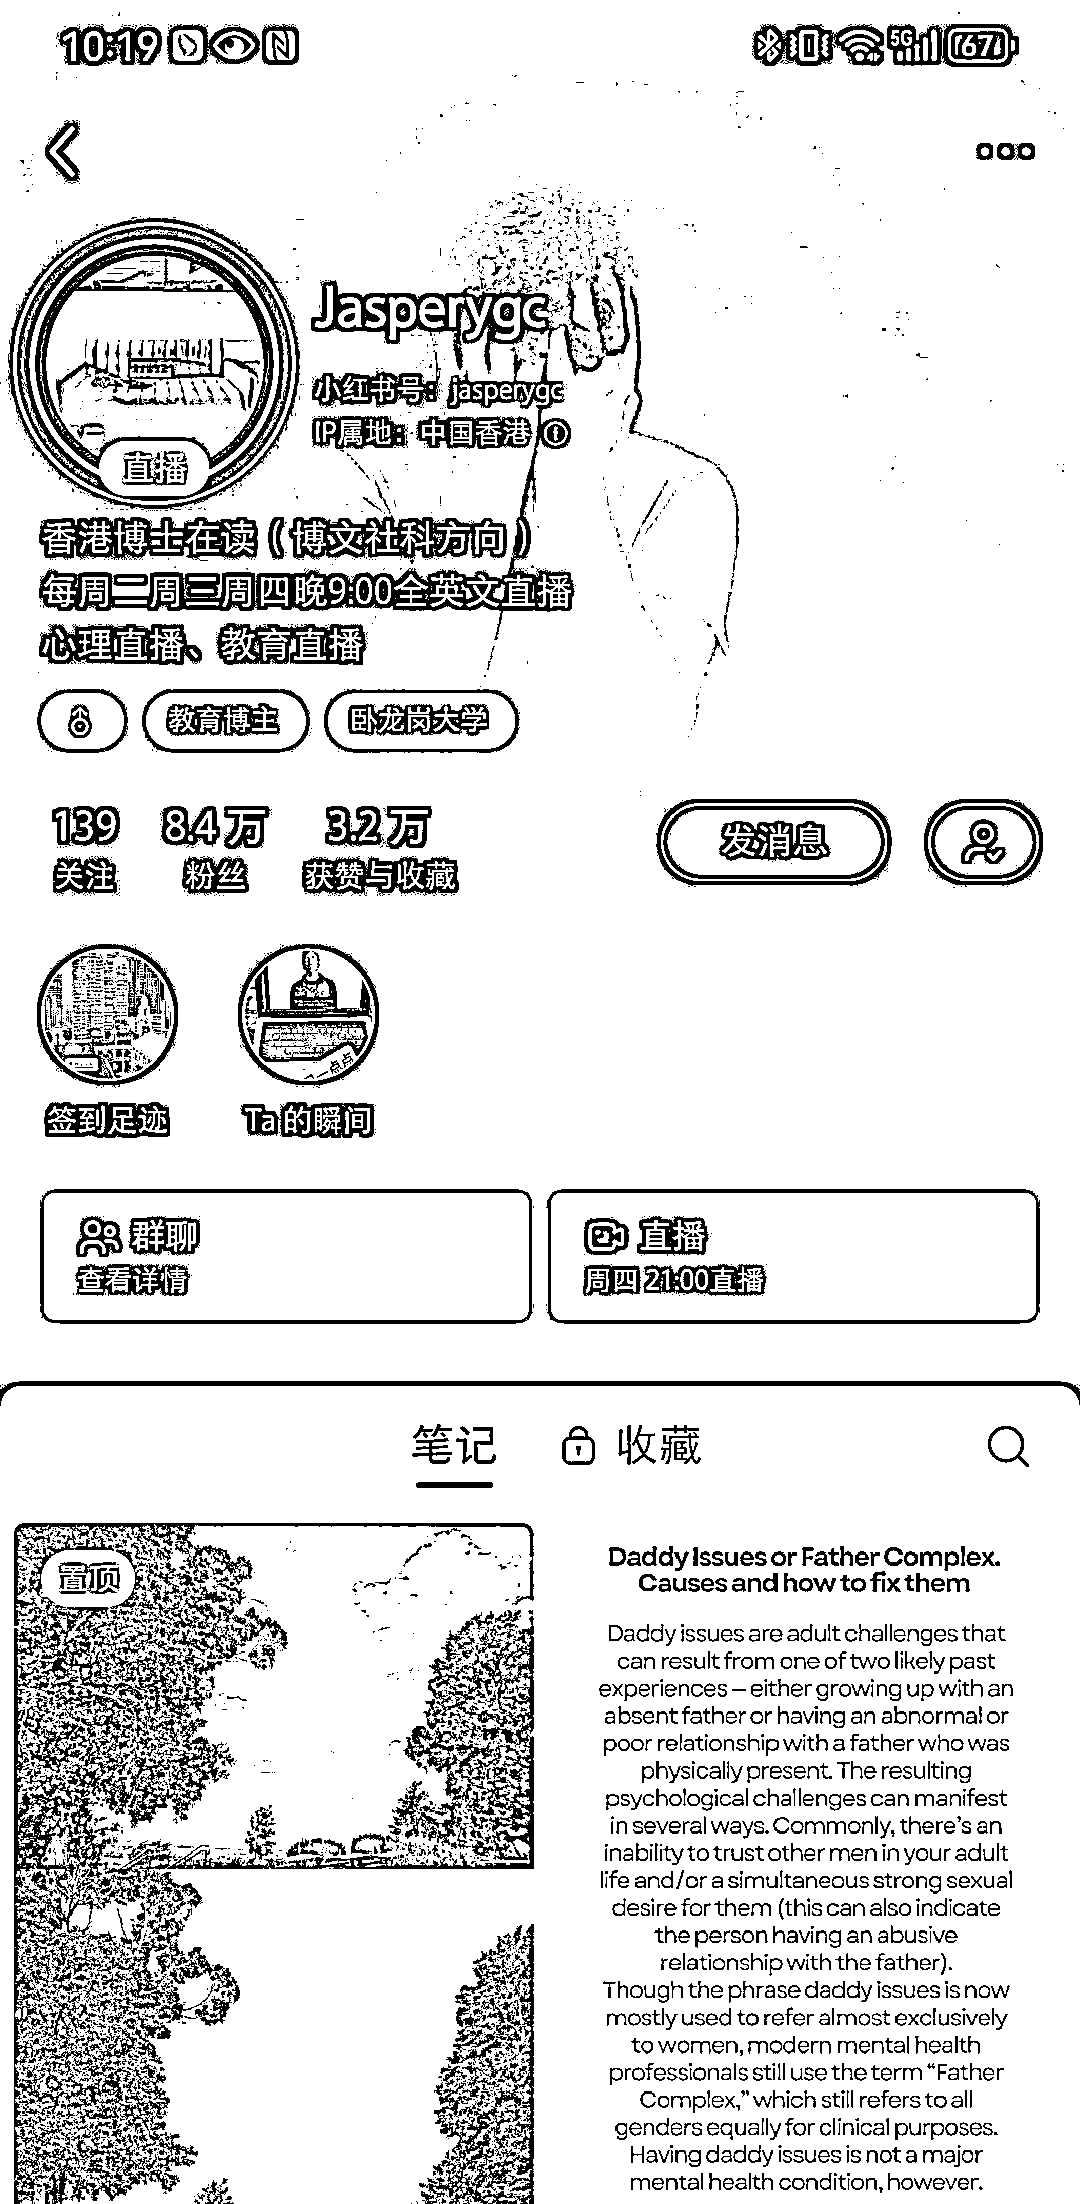 10:19
5G
67
Jasperygc
小红书号：jasperygc
IP属地：中国香港
直播
香港博士在读（博文社科方向）
每周二周三周四晚9:00全英文直播
心理直播、教育直播
教育博主
卧龙岗大学
139
8.4万
3.2万
关注
粉丝
获赞与收藏
发消息
一点点
签到足迹
Ta的瞬间
群聊
查看详情
直播
周四 21:00直播
笔记
收藏
置顶
Daddy Issues or Father Complex.
Causes and how to fix them
Daddy issues are adult challenges that
can result from one of two likely past
experiences – either growing up with an
absent father or having an abnormal or
poor relationship with a father who was
physically present. The resulting
psychological challenges can manifest
in several ways. Commonly, there's an
inability to trust other men in your adult
life and/or a simultaneous strong sexual
desire for them (this can also indicate
the person having an abusive
relationship with the father).
Though the phrase daddy issues is now
mostly used to refer almost exclusively
to women, modern mental health
professionals still use the term “Father
Complex,” which still refers to all
genders equally for clinical purposes.
Having daddy issues is not a major
mental health condition, however.